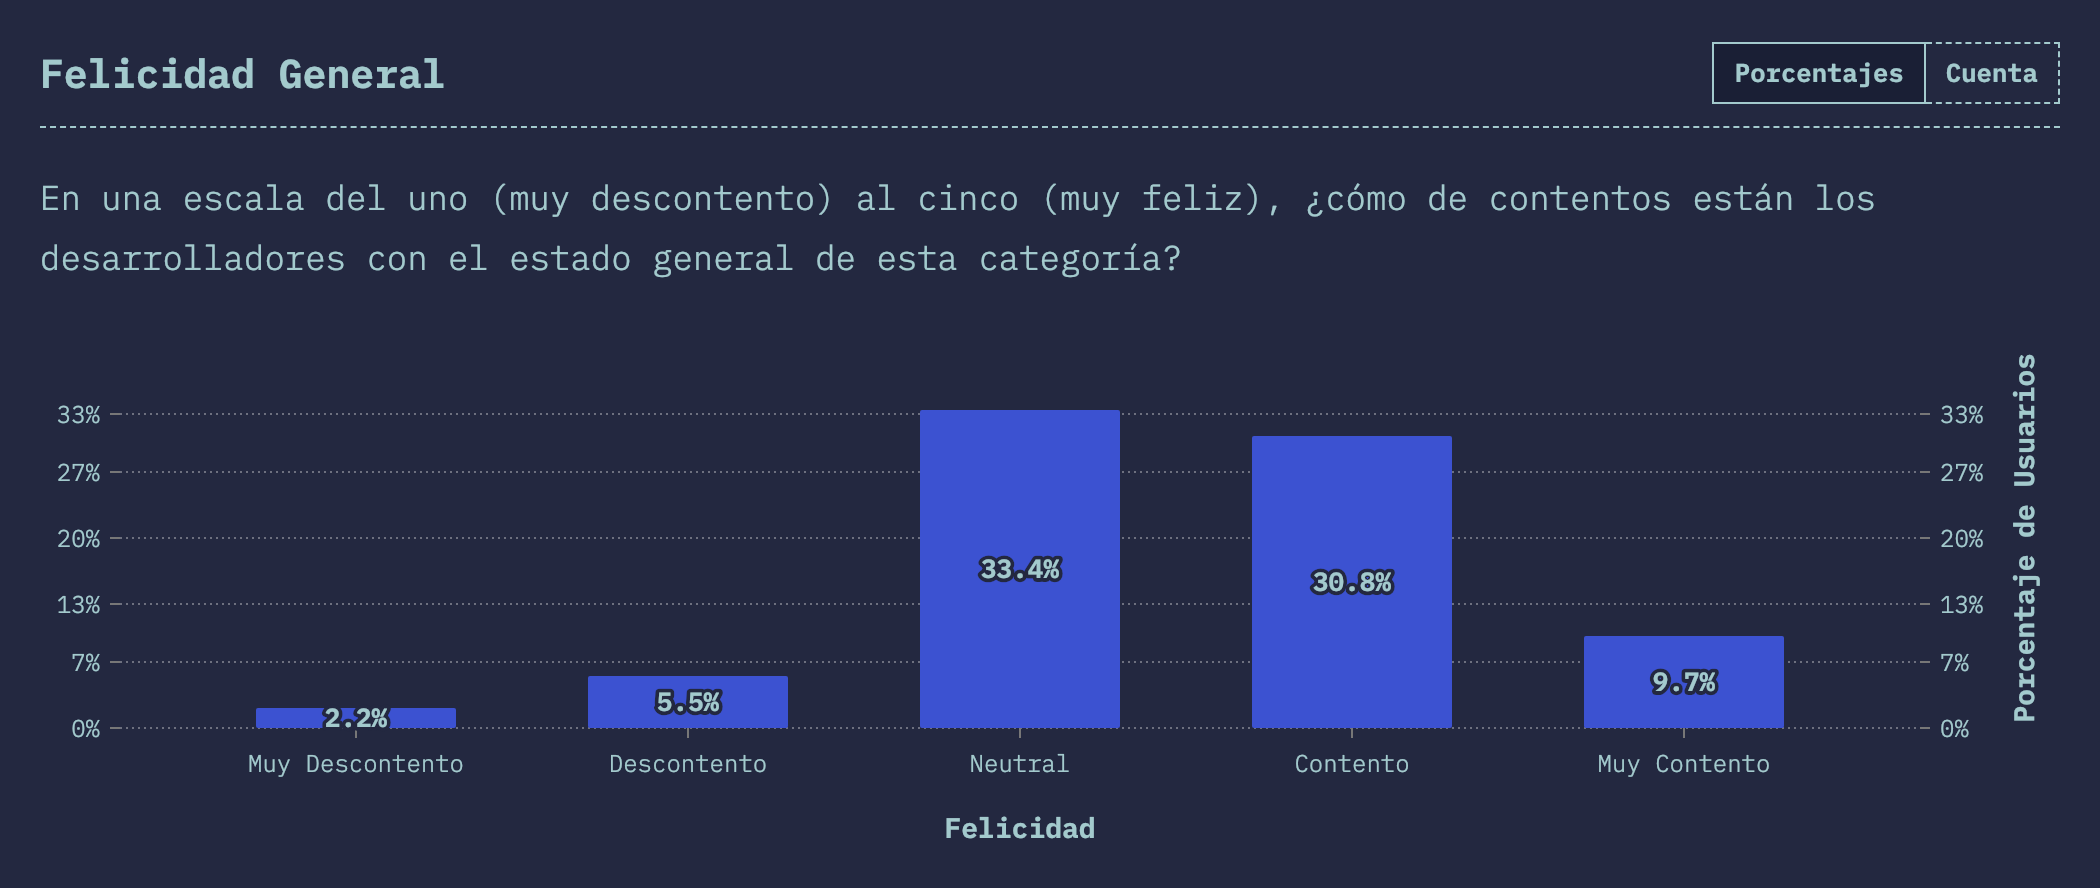 Felicidad General
Porcentajes
Cuenta
En una escala del uno (muy descontento) al cinco (muy feliz), ¿cómo de contentos están los
desarrolladores con el estado general de esta categoría?
33%
27%
20%
13%
7%
0%
2.2%
5.5%
33.4%
30.8%
9.7%
33%
27%
20%
13%
7%
0%
Porcentaje de Usuarios
Muy Descontento
Descontento
Neutral
Contento
Muy Contento
Felicidad